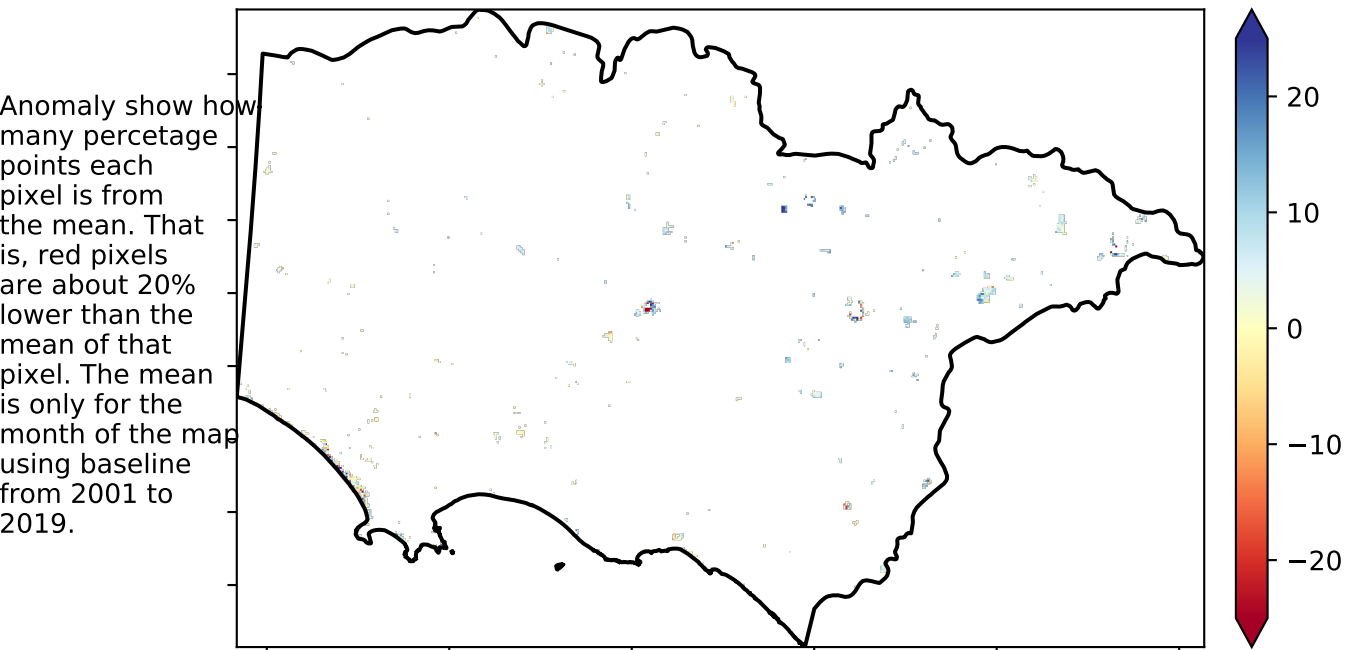 Anomaly show how
many percetage
points each
pixel is from
the mean. That
is, red pixels
are about 20%
lower than the
mean of that
pixel. The mean
is only for the
month of the map
using baseline
from 2001 to
2019.
20
10
0
−10
−20